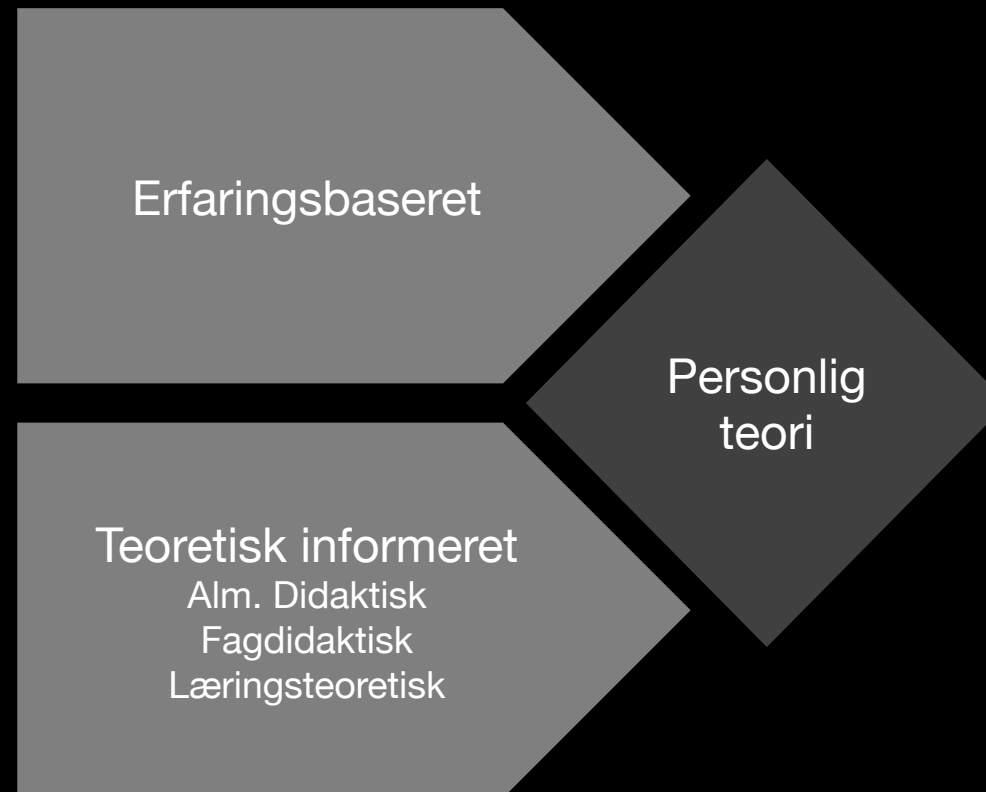 Erfaringsbaseret
Personlig
teori
Teoretisk informeret
Alm. Didaktisk
Fagdidaktisk
Læringsteoretisk